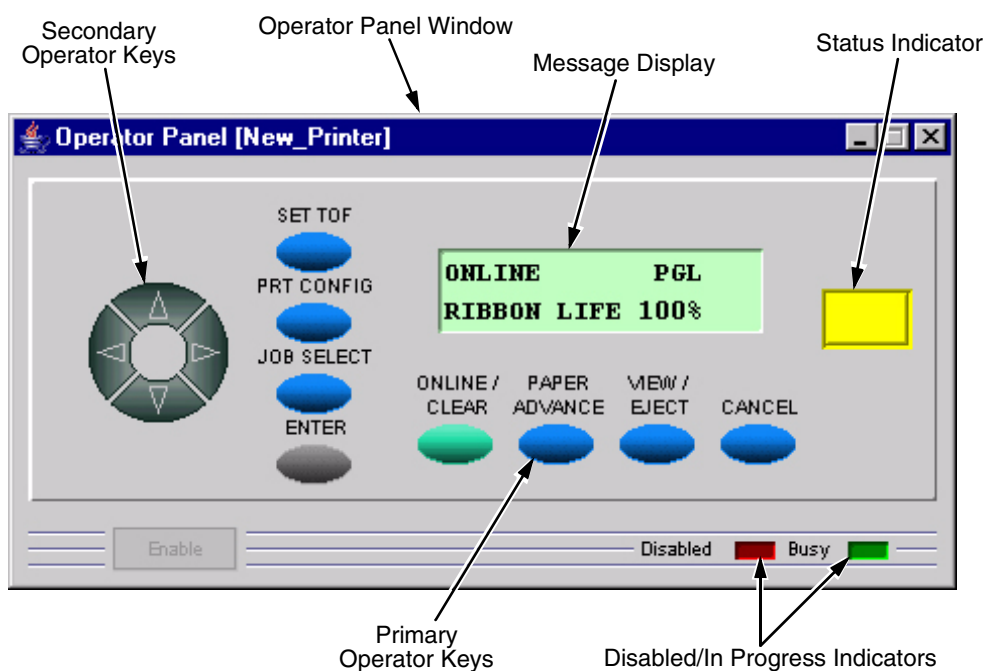 Secondary
Operator Keys
Operator Panel Window
Message Display
Status Indicator
Operator Panel [New_Printer]
SET TOF
PRT CONFIG
JOB SELECT
ENTER
ONLINE PGL
RIBBON LIFE 100%
ONLINE /
CLEAR
PAPER
ADVANCE
VIEW /
EJECT
CANCEL
Enable
Disabled
Busy
Primary
Operator Keys
Disabled/In Progress Indicators